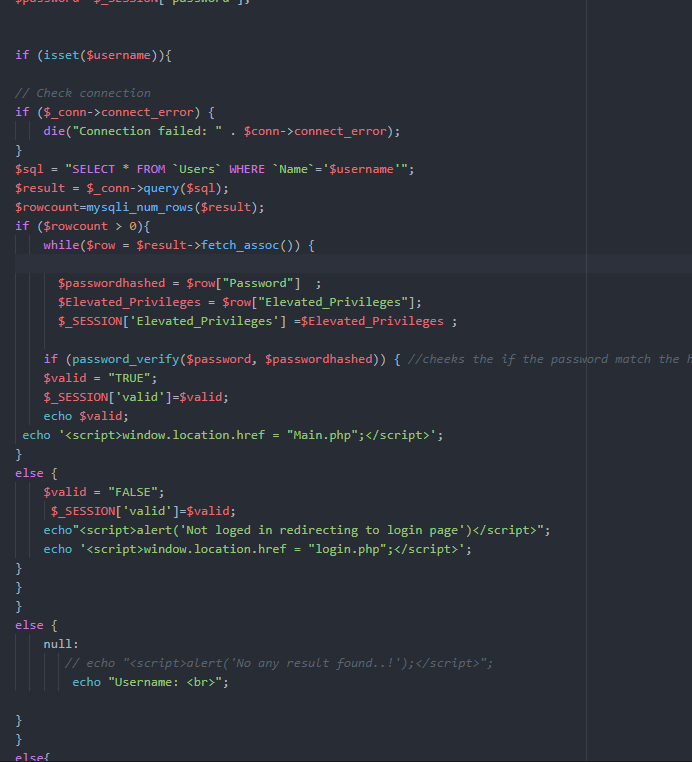 $password $_SESSION['password'];
if (isset($username)){
// Check connection
if ($_conn->connect_error) {
die("Connection failed: " . $conn->connect_error);
}
$sql = "SELECT * FROM `Users` WHERE `Name`='$username'";
$result = $_conn->query($sql);
$rowcount=mysqli_num_rows($result);
if ($rowcount > 0){
while($row = $result->fetch_assoc()) {
$passwordhashed = $row["Password"]  ;
$Elevated_Privileges = $row["Elevated_Privileges"];
$_SESSION['Elevated_Privileges'] =$Elevated_Privileges ;
if (password_verify($password, $passwordhashed)) { //cheeks the if the password match the
$valid = "TRUE";
$_SESSION['valid']=$valid;
echo $valid;
echo '<script>window.location.href = "Main.php";</script>';
}
else {
$valid = "FALSE";
$_SESSION['valid']=$valid;
echo"<script>alert('Not loged in redirecting to login page')</script>";
echo '<script>window.location.href = "login.php";</script>';
}
}
}
else {
null:
// echo "<script>alert('No any result found..!');</script>";
echo "Username: <br>";
}
}
else{